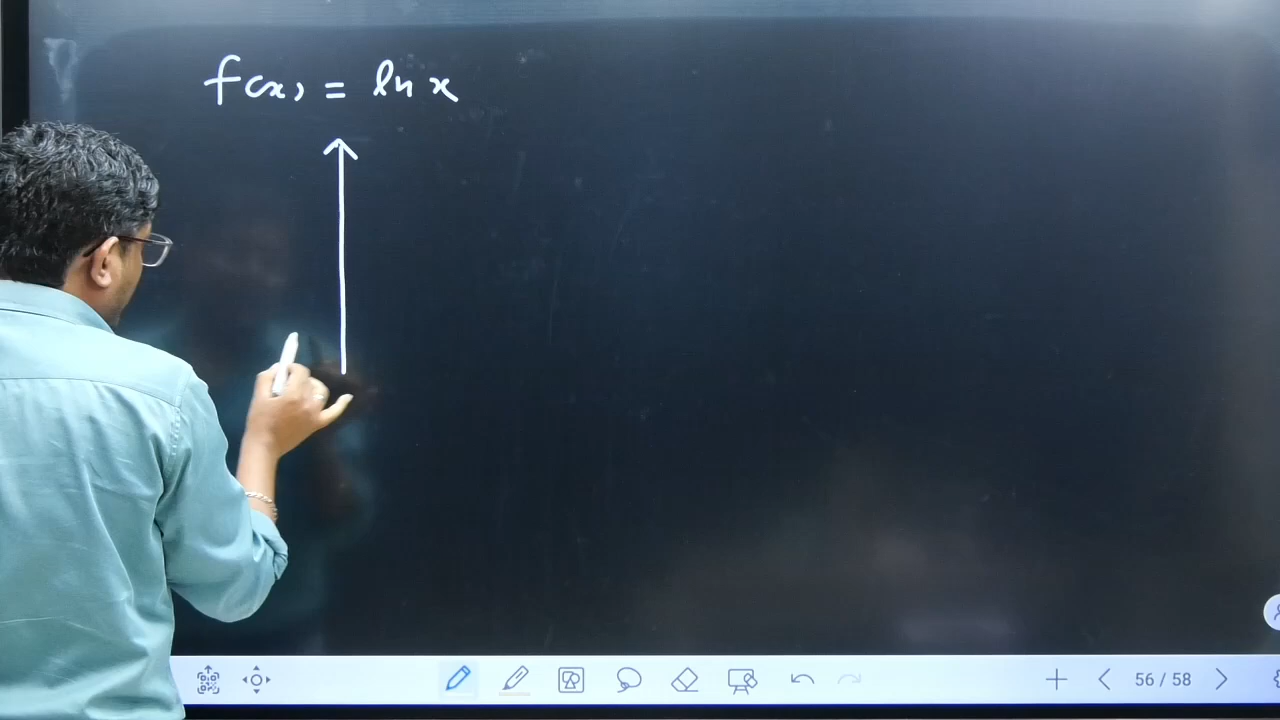 f(x) = ln x
56 / 58